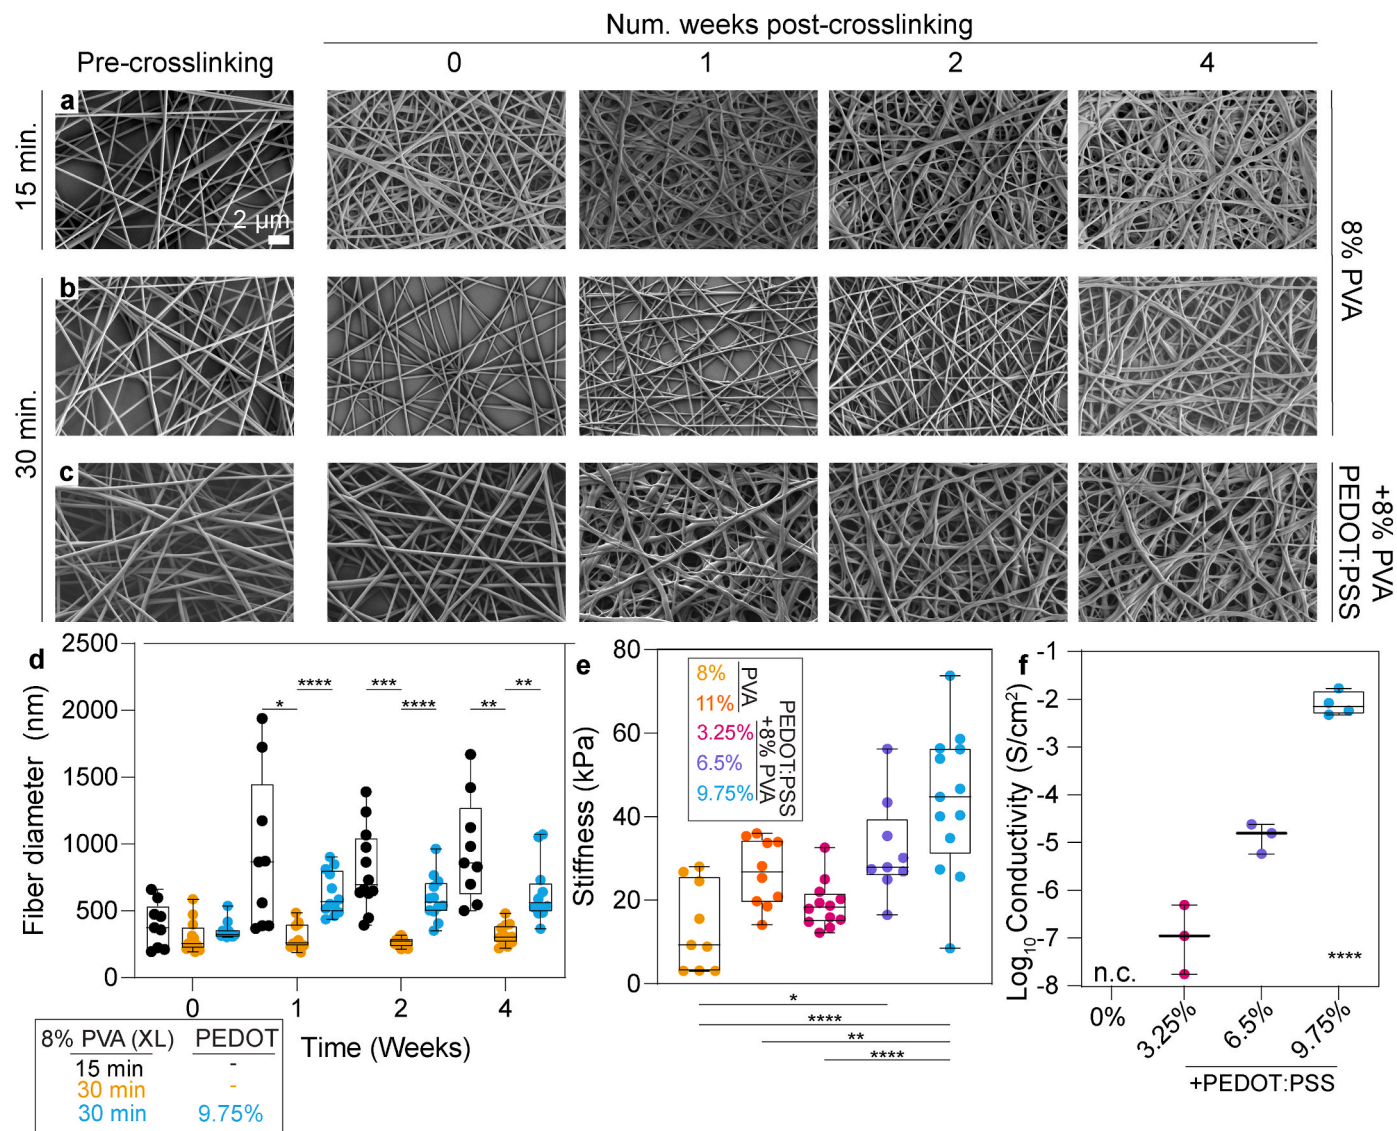 Num. weeks post-crosslinking
Pre-crosslinking 0 1 2 4
a
15 min.
2 µm
8% PVA
b
30 min.
c
+8% PVA
PEDOT:PSS
d
Fiber diameter (nm)
2500
2000
1500
1000
500
0
* **** *** **** ** **
0 1 2 4
Time (Weeks)
8% PVA (XL) PEDOT
15 min -
30 min -
30 min 9.75%
e
Stiffness (kPa)
80
60
40
20
0
8%
11%
PVA
3.25%
6.5%
9.75%
PEDOT:PSS
+8% PVA
*
****
**
****
f
Log10Conductivity (S/cm²)
-1
-2
-3
-4
-5
-6
-7
-8
n.c.
****
0% 3.25% 6.5% 9.75%
+PEDOT:PSS